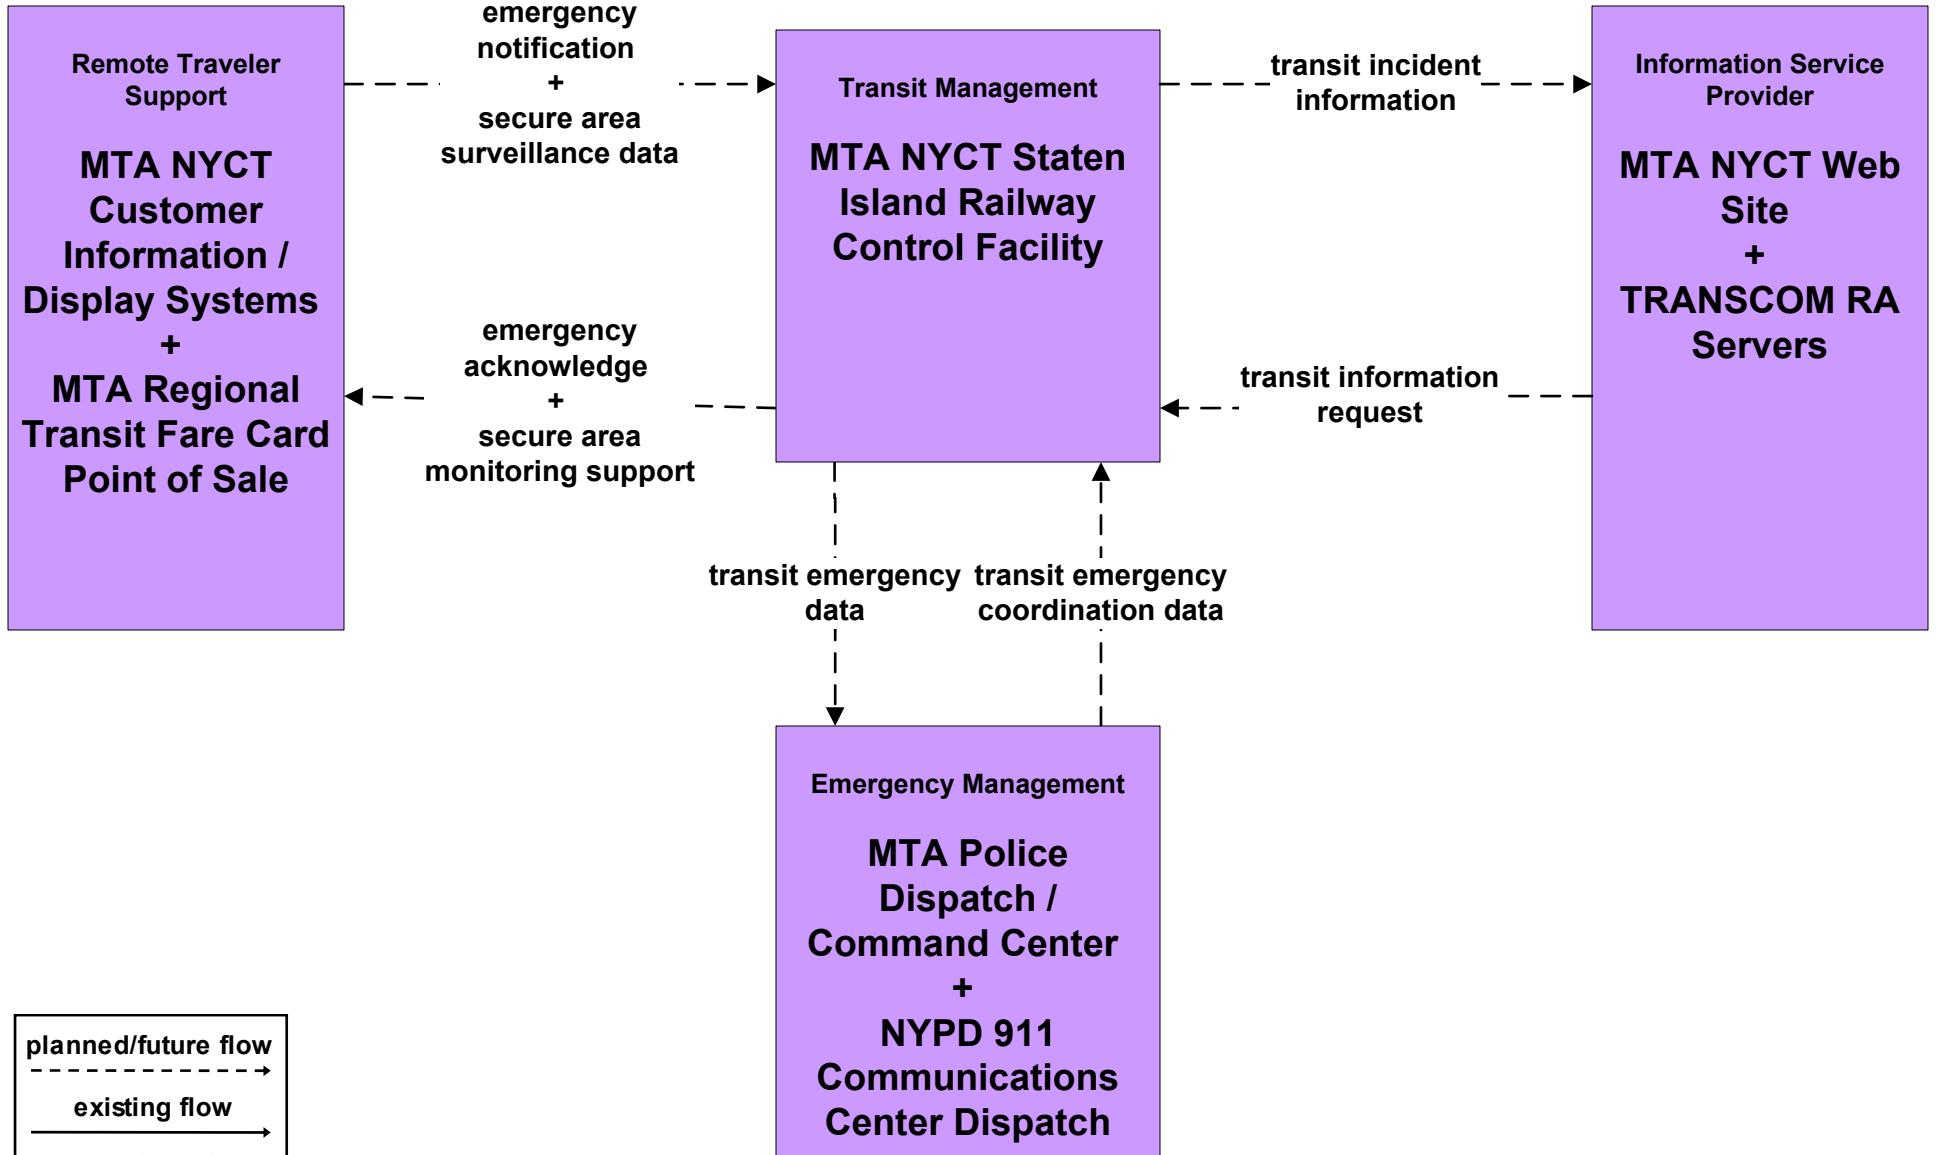 Remote Traveler
Support
MTA NYCT
Customer
Information /
Display Systems
+
MTA Regional
Transit Fare Card
Point of Sale
emergency
notification
+
secure area
surveillance data
emergency
acknowledge
+
secure area
monitoring support
Transit Management
MTA NYCT Staten
Island Railway
Control Facility
transit incident
information
transit information
request
Information Service
Provider
MTA NYCT Web
Site
+
TRANSCOM RA
Servers
transit emergency
data
transit emergency
coordination data
Emergency Management
MTA Police
Dispatch /
Command Center
+
NYPD 911
Communications
Center Dispatch
planned/future flow
existing flow